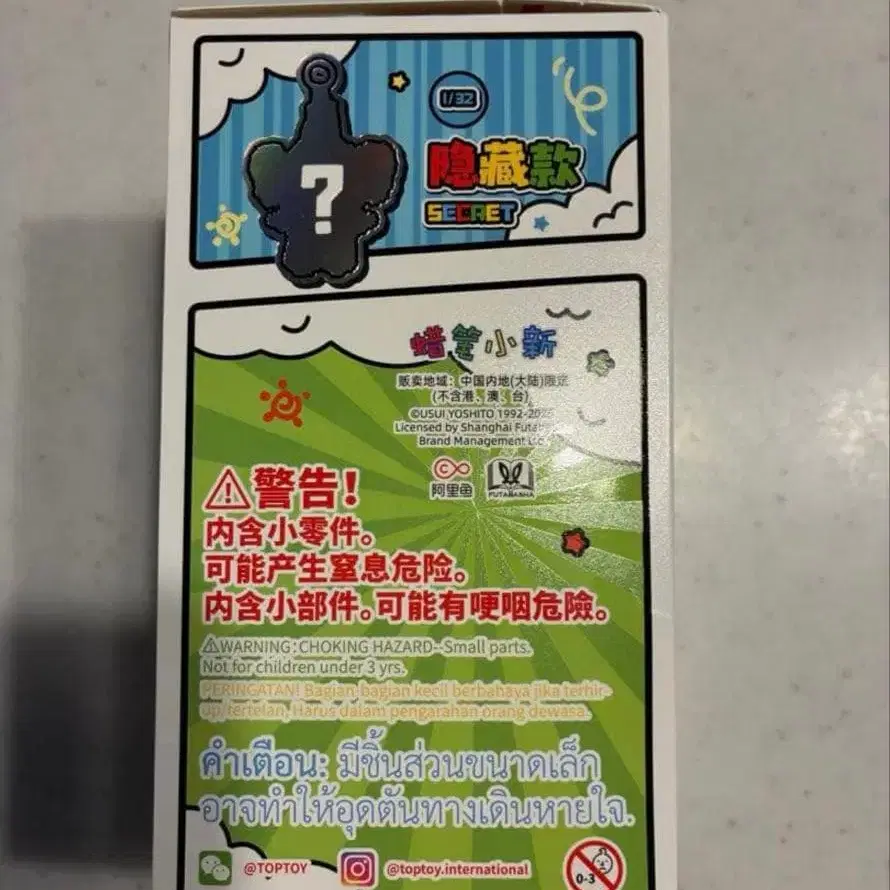 ?
1/32
隐藏款
SECRET
蜡笔小新
贩卖地域：中国内地(大陆)限定
(不含港、澳、台)
©USUI YOSHITO 1992-
Licensed by Shanghai
Brand Management Ltd
阿里鱼
FUTABASHA
警告！
内含小零件。
可能产生窒息危险。
内含小部件。可能有哽咽危險。
WARNING:CHOKING HAZARD--Small parts.
Not for children under 3 yrs.
PERINGATAN! Bagian-bagian kecil berbahaya jika terhir-
up, tertelan, Harus dalam pengarahan orang dewasa.
คำเตือน: มีชิ้นส่วนขนาดเล็ก
อาจทำให้อุดตันทางเดินหายใจ.
@TOPTOY
@toptoy.international
0-3